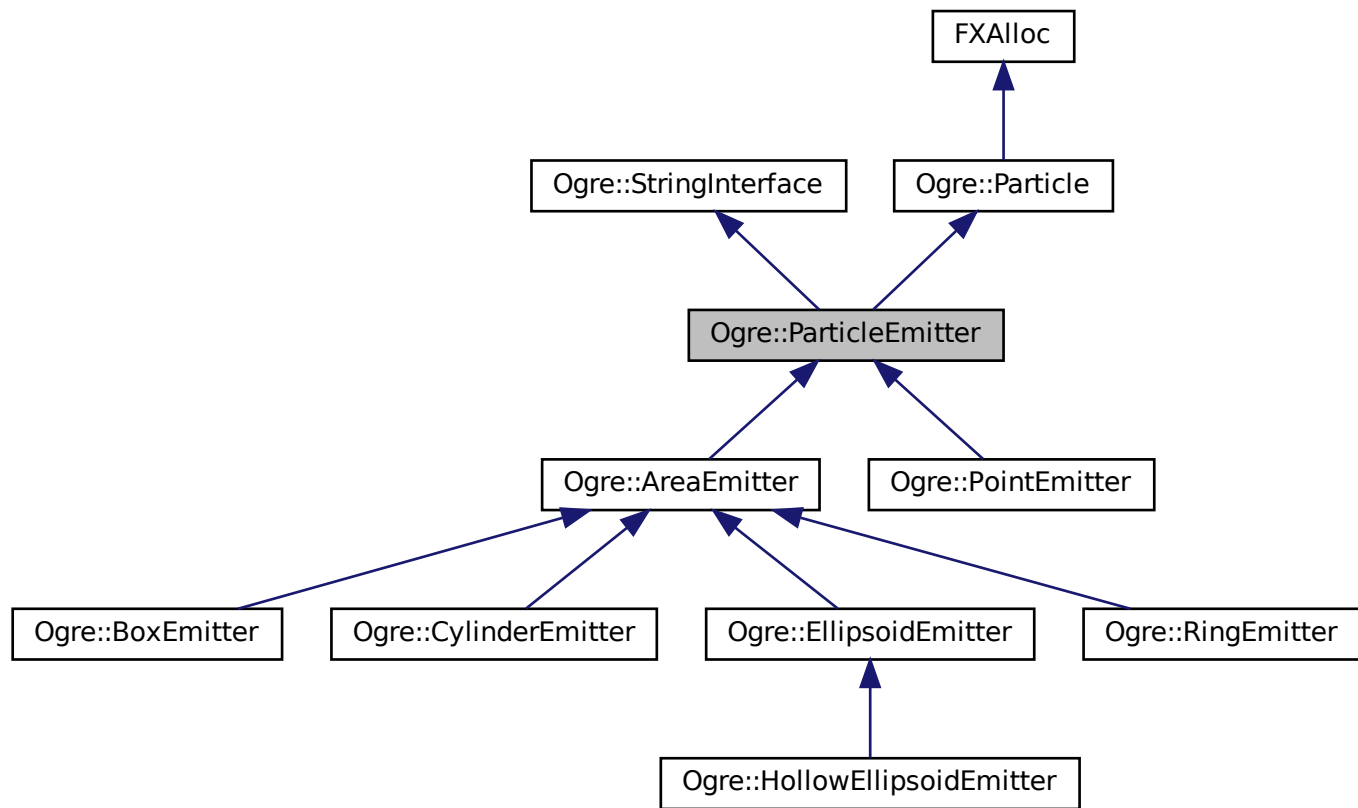 FXAlloc
Ogre::StringInterface
Ogre::Particle
Ogre::ParticleEmitter
Ogre::AreaEmitter
Ogre::PointEmitter
Ogre::BoxEmitter
Ogre::CylinderEmitter
Ogre::EllipsoidEmitter
Ogre::RingEmitter
Ogre::HollowEllipsoidEmitter